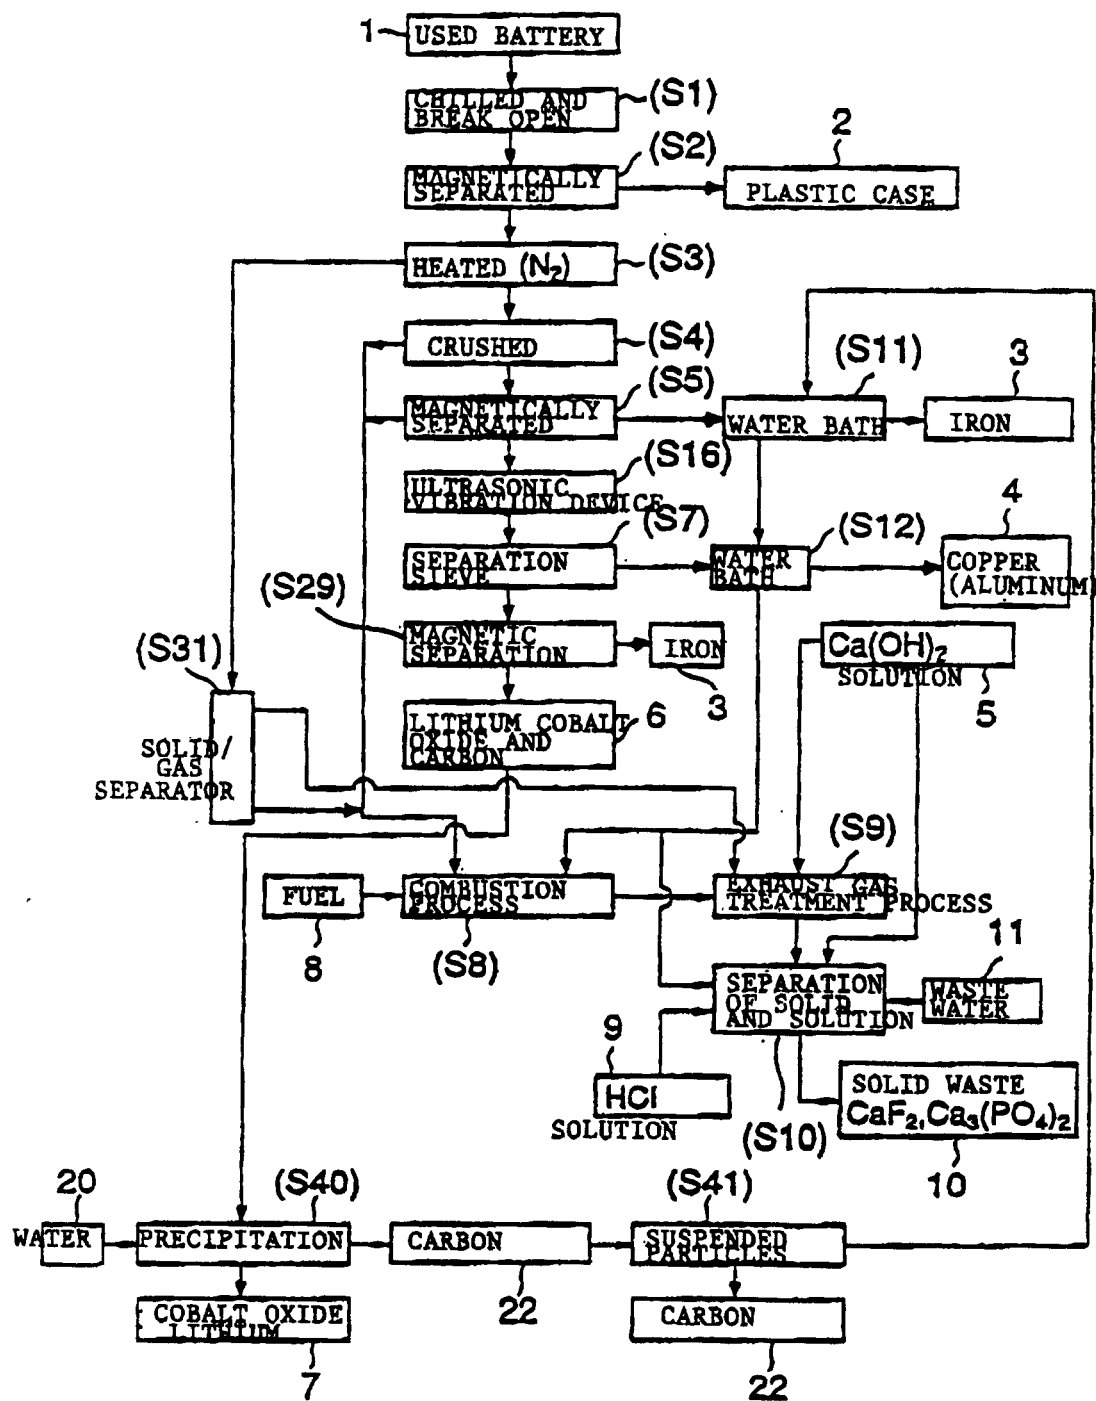 1
USED BATTERY
CHILLED AND
BREAK OPEN
(S1)
MAGNETICALLY
SEPARATED
(S2)
2
PLASTIC CASE
HEATED (N2)
(S3)
CRUSHED
(S4)
MAGNETICALLY
SEPARATED
(S5)
WATER BATH
(S11)
3
IRON
ULTRASONIC
VIBRATION DEVICE
(S16)
SEPARATION
SIEVE
(S7)
WATER
BATH
(S12)
4
COPPER
(ALUMINUM)
(S29)
MAGNETIC
SEPARATION
IRON
3
Ca(OH)2
SOLUTION
5
(S31)
SOLID/
GAS
SEPARATOR
LITHIUM COBALT
OXIDE AND
CARBON
6
FUEL
8
COMBUSTION
PROCESS
(S8)
EXHAUST GAS
TREATMENT PROCESS
(S9)
SEPARATION
OF SOLID
AND SOLUTION
11
WASTE
WATER
9
HCl
SOLUTION
(S10)
SOLID WASTE
CaF2,Ca3(PO4)2
10
20
WATER
PRECIPITATION
(S40)
CARBON
22
SUSPENDED
PARTICLES
(S41)
COBALT OXIDE
LITHIUM
7
CARBON
22